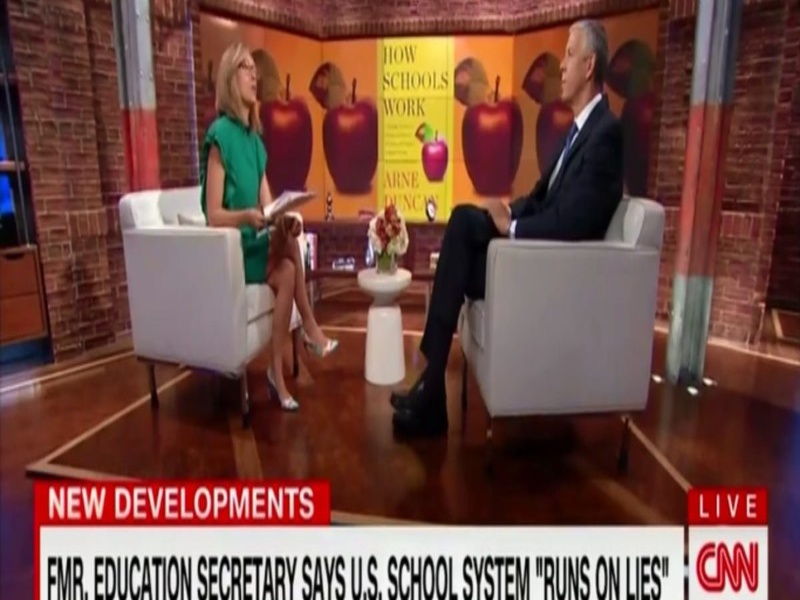 HOW
SCHOOLS
WORK
ARNE
DUNCAN
NEW DEVELOPMENTS
LIVE
FMR. EDUCATION SECRETARY SAYS U.S. SCHOOL SYSTEM "RUNS ON LIES"
CNN